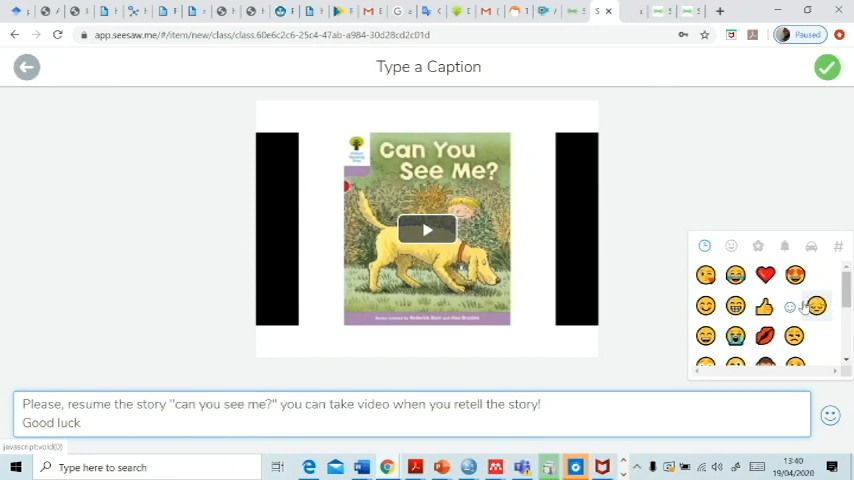 Paused
app.seesaw.me/#/item/new/class/class.60e6c2c6-25c4-47ab-a984-30d28cd2c01d
Type a Caption
Can You
See Me?
Please, resume the story "can you see me?" you can take video when you retell the story!
Good luck
javascript:void(0)
Type here to search
13:40
19/04/2020